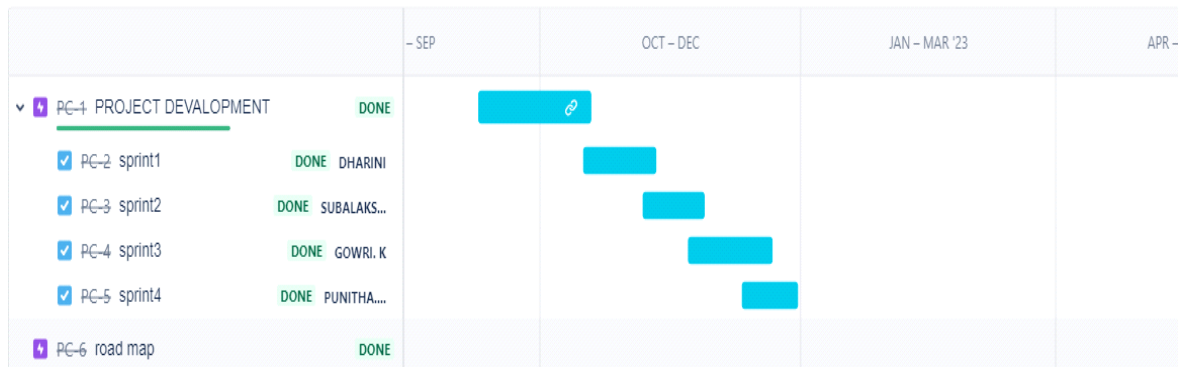 – SEP OCT – DEC JAN – MAR '23 APR –
PC-1 PROJECT DEVALOPMENT DONE
PC-2 sprint1 DONE DHARINI
PC-3 sprint2 DONE SUBALAKS...
PC-4 sprint3 DONE GOWRI. K
PC-5 sprint4 DONE PUNITHA....
PC-6 road map DONE